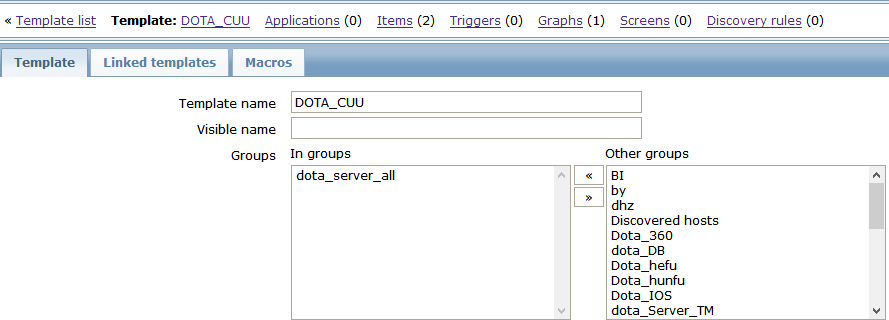 « Template list Template: DOTA_CUU Applications (0) Items (2) Triggers (0) Graphs (1) Screens (0) Discovery rules (0)
Template Linked templates Macros
Template name DOTA_CUU
Visible name
Groups In groups Other groups
dota_server_all « BI
» by
dhz
Discovered hosts
Dota_360
dota_DB
Dota_hefu
Dota_hunfu
Dota_IOS
dota_Server_TM